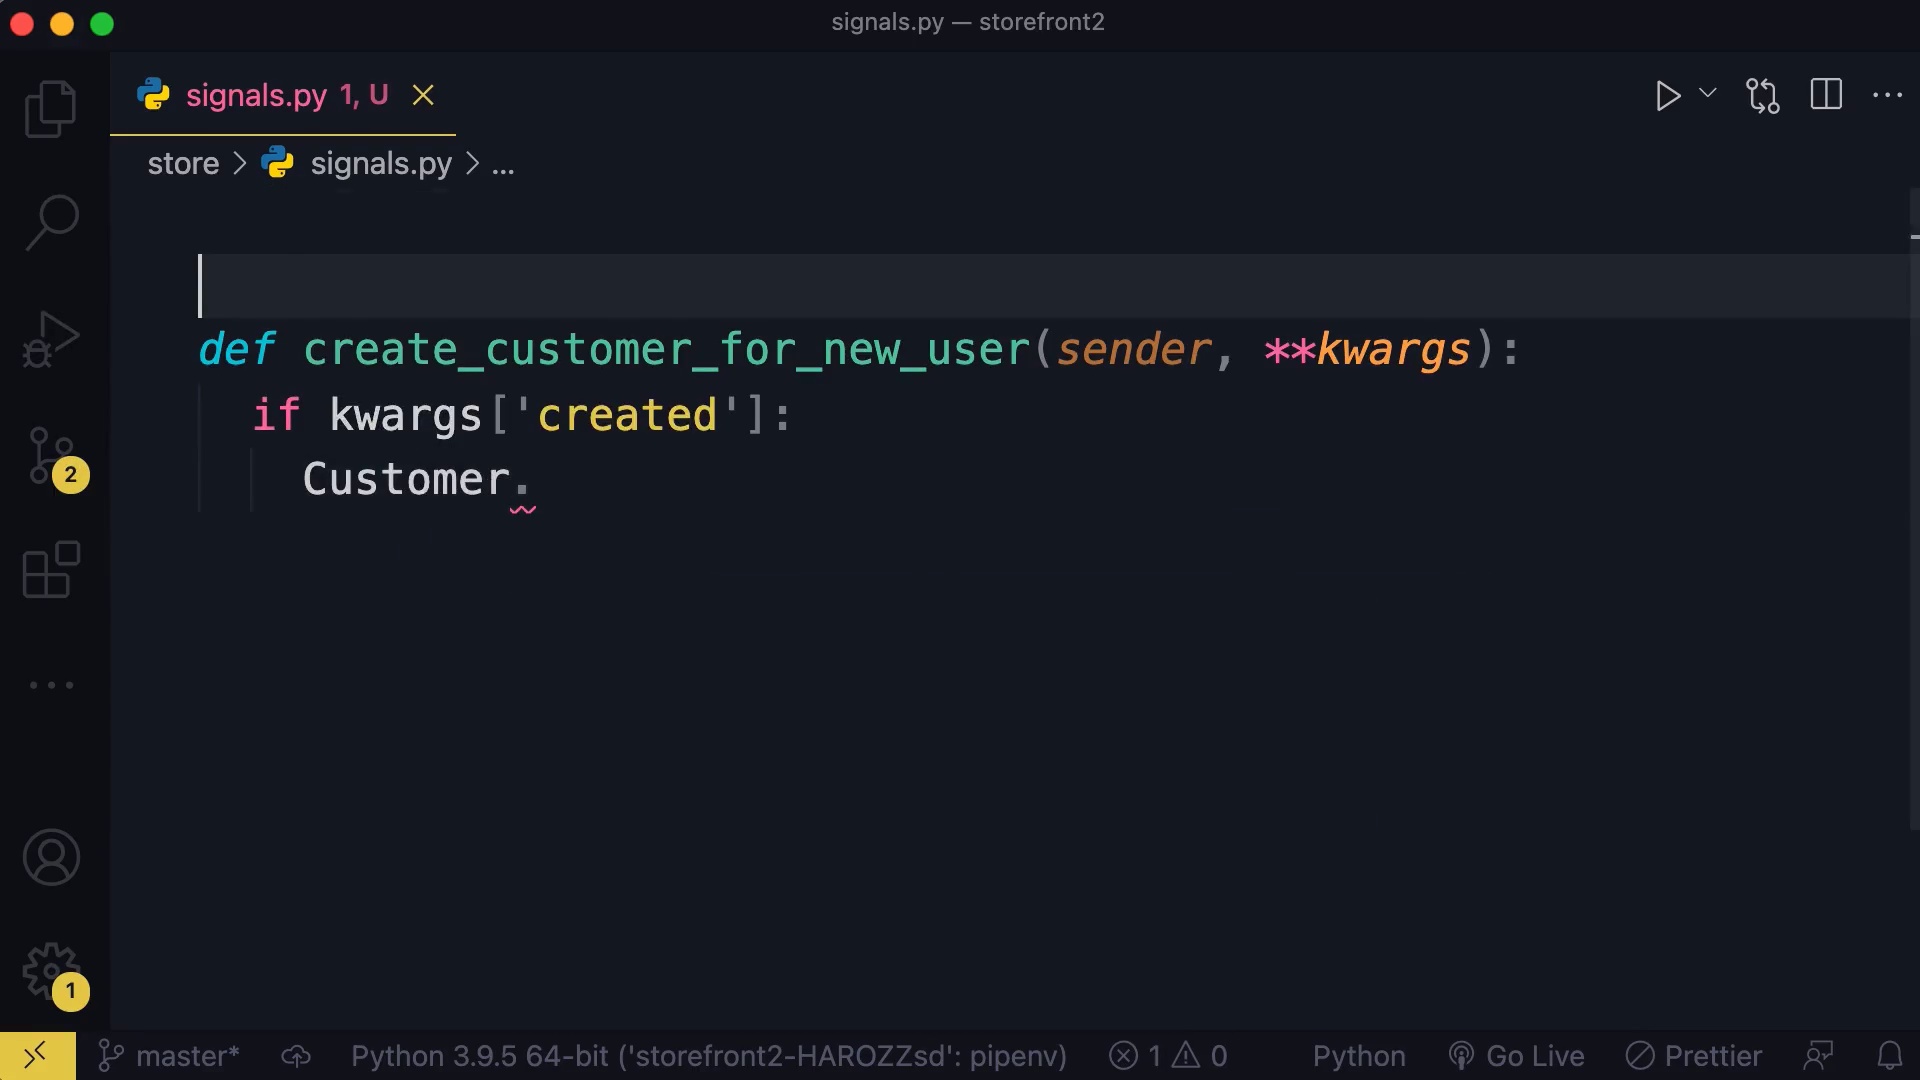 signals.py — storefront2
signals.py 1, U
store > signals.py > ...
def create_customer_for_new_user(sender, **kwargs):
if kwargs['created']:
Customer.
2
1
master* Python 3.9.5 64-bit ('storefront2-HAROZZsd': pipenv) 1 0 Python Go Live Prettier